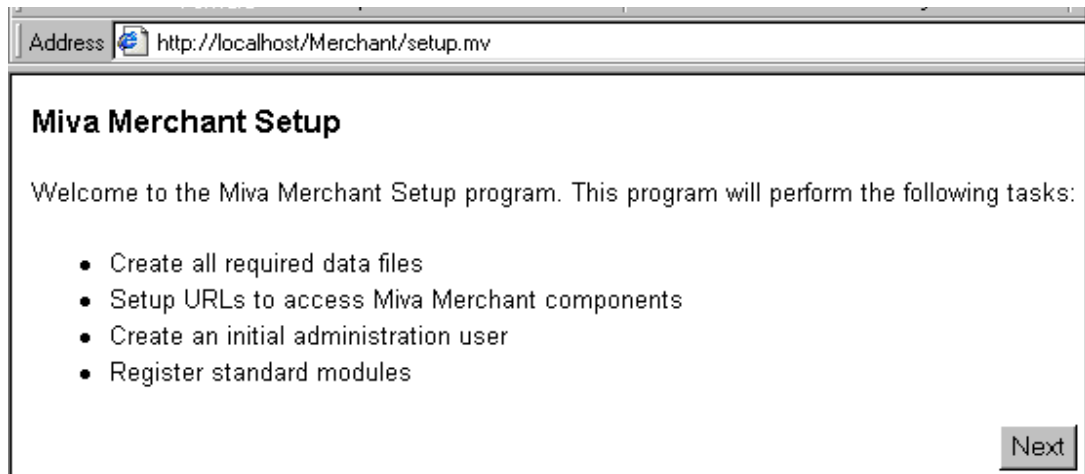 Address http://localhost/Merchant/setup.mv
Miva Merchant Setup
Welcome to the Miva Merchant Setup program. This program will perform the following tasks:
• Create all required data files
• Setup URLs to access Miva Merchant components
• Create an initial administration user
• Register standard modules
Next